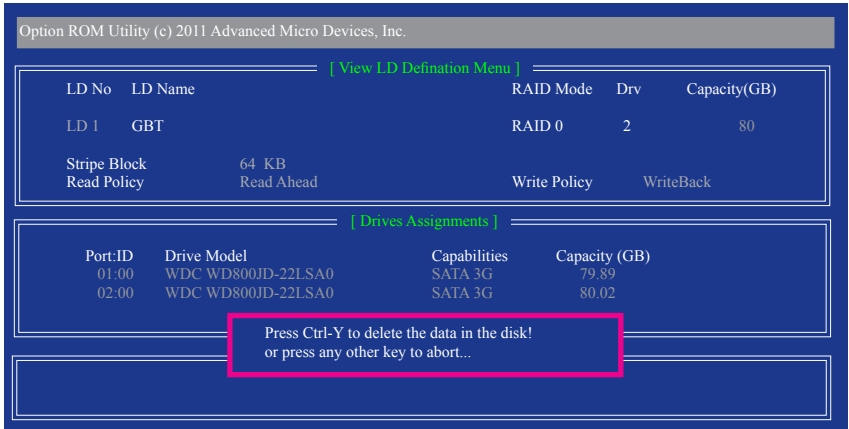 Option ROM Utility (c) 2011 Advanced Micro Devices, Inc.
[ View LD Defination Menu ]
LD No LD Name RAID Mode Drv Capacity(GB)
LD 1 GBT RAID 0 2 80
Stripe Block 64 KB
Read Policy Read Ahead Write Policy WriteBack
[ Drives Assignments ]
Port:ID Drive Model Capabilities Capacity (GB)
01:00 WDC WD800JD-22LSA0 SATA 3G 79.89
02:00 WDC WD800JD-22LSA0 SATA 3G 80.02
Press Ctrl-Y to delete the data in the disk!
or press any other key to abort...